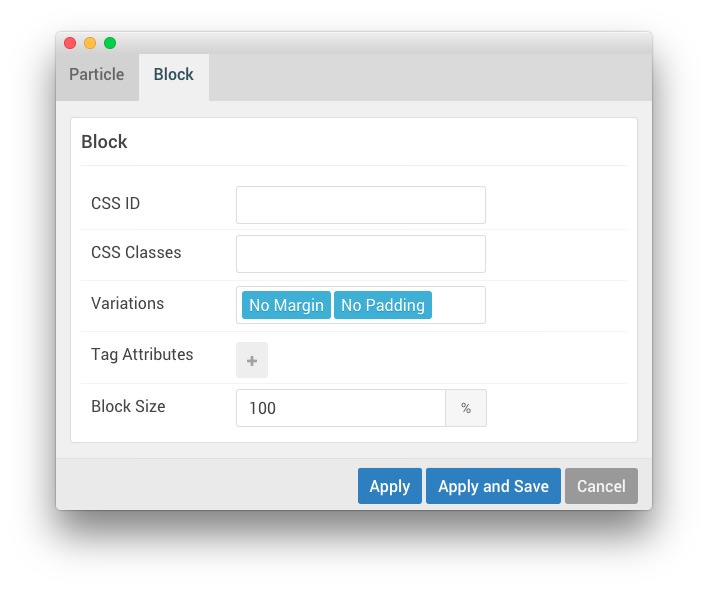 Particle Block
Block
CSS ID
CSS Classes
Variations No Margin No Padding
Tag Attributes +
Block Size 100 %
Apply Apply and Save Cancel